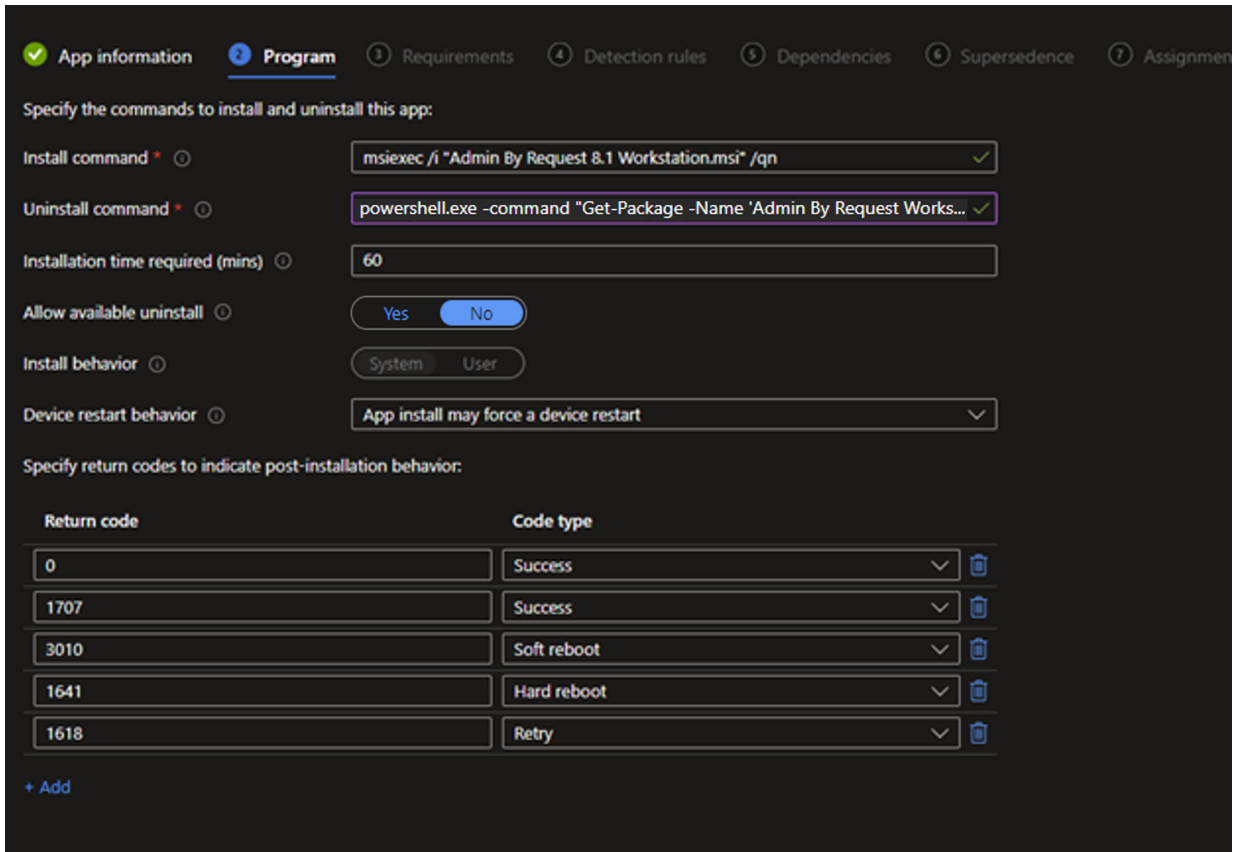 App information 2 Program 3 Requirements 4 Detection rules 5 Dependencies 6 Supersedence 7 Assignmen
Specify the commands to install and uninstall this app:
Install command * msiexec /i "Admin By Request 8.1 Workstation.msi" /qn
Uninstall command * powershell.exe -command "Get-Package -Name 'Admin By Request Works...
Installation time required (mins) 60
Allow available uninstall Yes No
Install behavior System User
Device restart behavior App install may force a device restart
Specify return codes to indicate post-installation behavior:
Return code Code type
0 Success
1707 Success
3010 Soft reboot
1641 Hard reboot
1618 Retry
+ Add